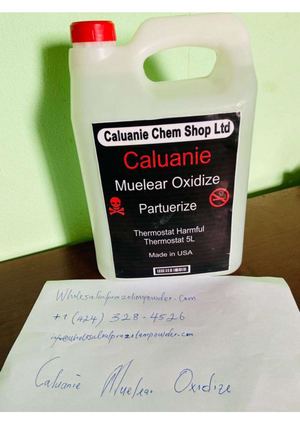 Caluanie Chem Shop Ltd
Caluanie
Muelear Oxidize
Partuerize
Thermostat Harmful
Thermostat 5L
Made in USA
+1 (424) 328-4526
Caluanie Muelear Oxidize